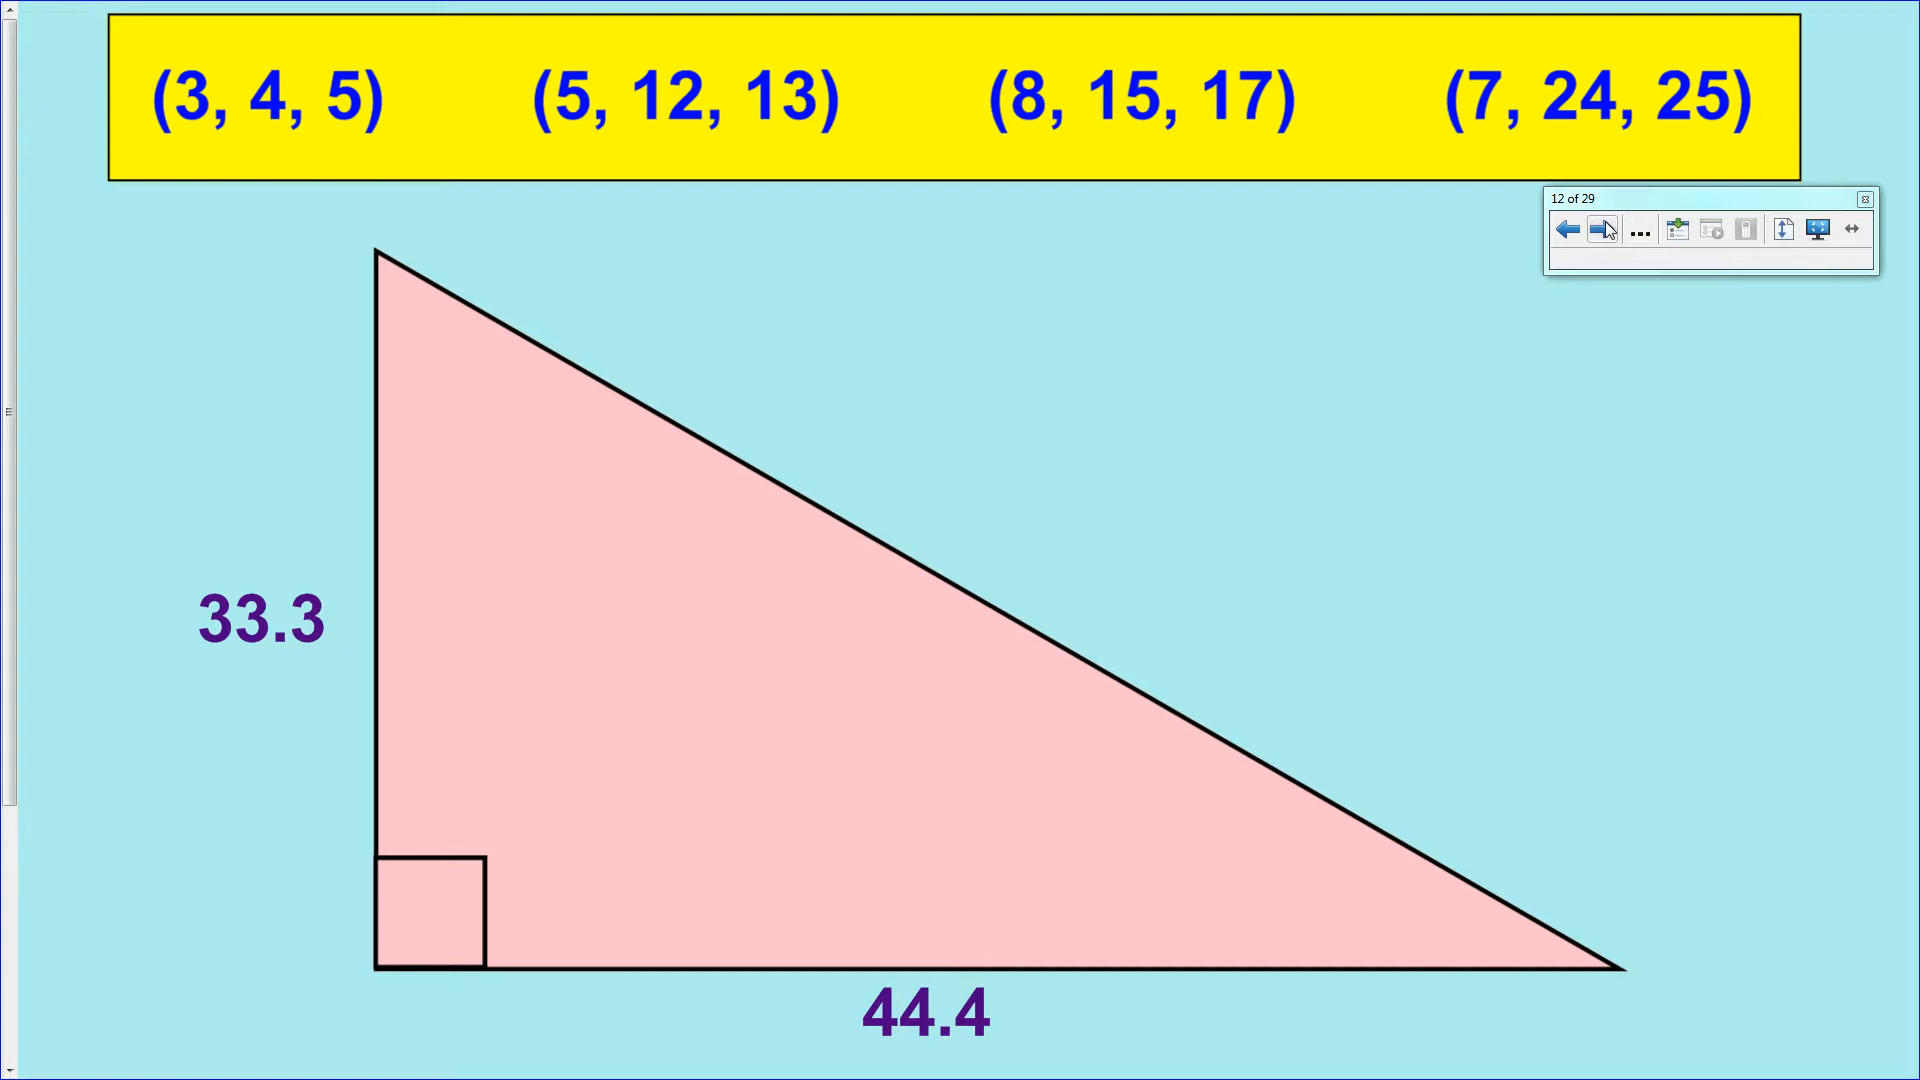 (3, 4, 5) (5, 12, 13) (8, 15, 17) (7, 24, 25)
12 of 29
33.3
44.4